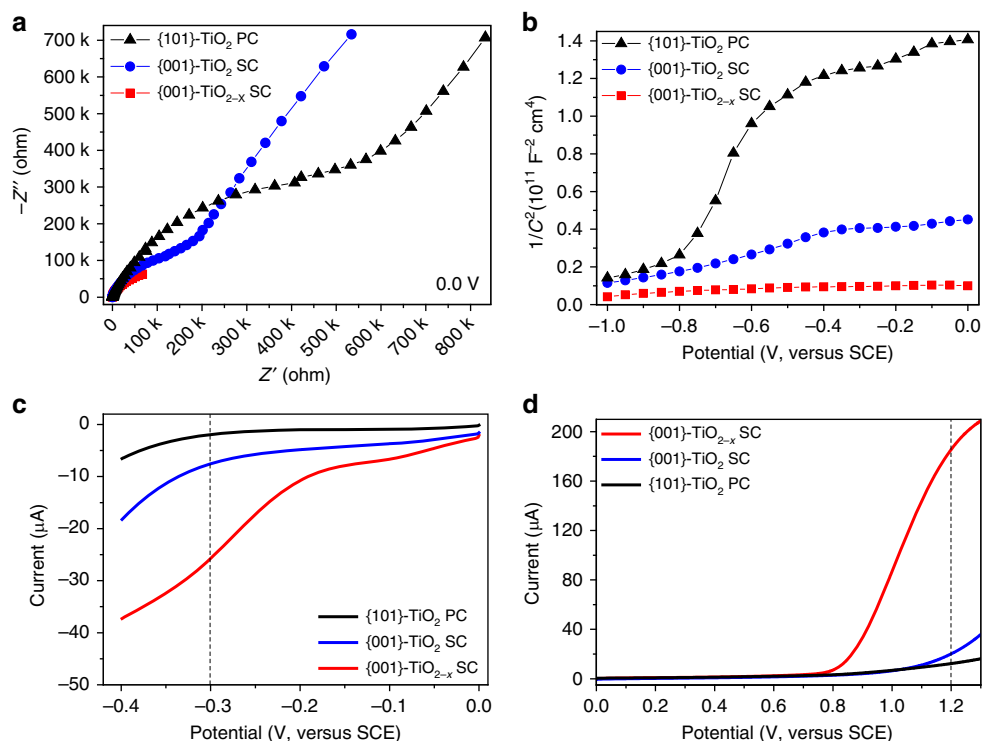 a
700 k
600 k
500 k
400 k
300 k
200 k
100 k
0
−Z″ (ohm)
{101}-TiO₂ PC
{001}-TiO₂ SC
{001}-TiO₂₋ₓ SC
0.0 V
0
100 k
200 k
300 k
400 k
500 k
600 k
700 k
800 k
Z′ (ohm)
b
1.4
1.2
1.0
0.8
0.6
0.4
0.2
0.0
1/C² (10¹¹ F⁻² cm⁴)
{101}-TiO₂ PC
{001}-TiO₂ SC
{001}-TiO₂₋ₓ SC
−1.0 −0.8 −0.6 −0.4 −0.2 0.0
Potential (V, versus SCE)
c
0
−10
−20
−30
−40
−50
Current (μA)
{101}-TiO₂ PC
{001}-TiO₂ SC
{001}-TiO₂₋ₓ SC
−0.4 −0.3 −0.2 −0.1 0.0
Potential (V, versus SCE)
d
200
160
120
80
40
0
Current (μA)
{001}-TiO₂₋ₓ SC
{001}-TiO₂ SC
{101}-TiO₂ PC
0.0 0.2 0.4 0.6 0.8 1.0 1.2
Potential (V, versus SCE)